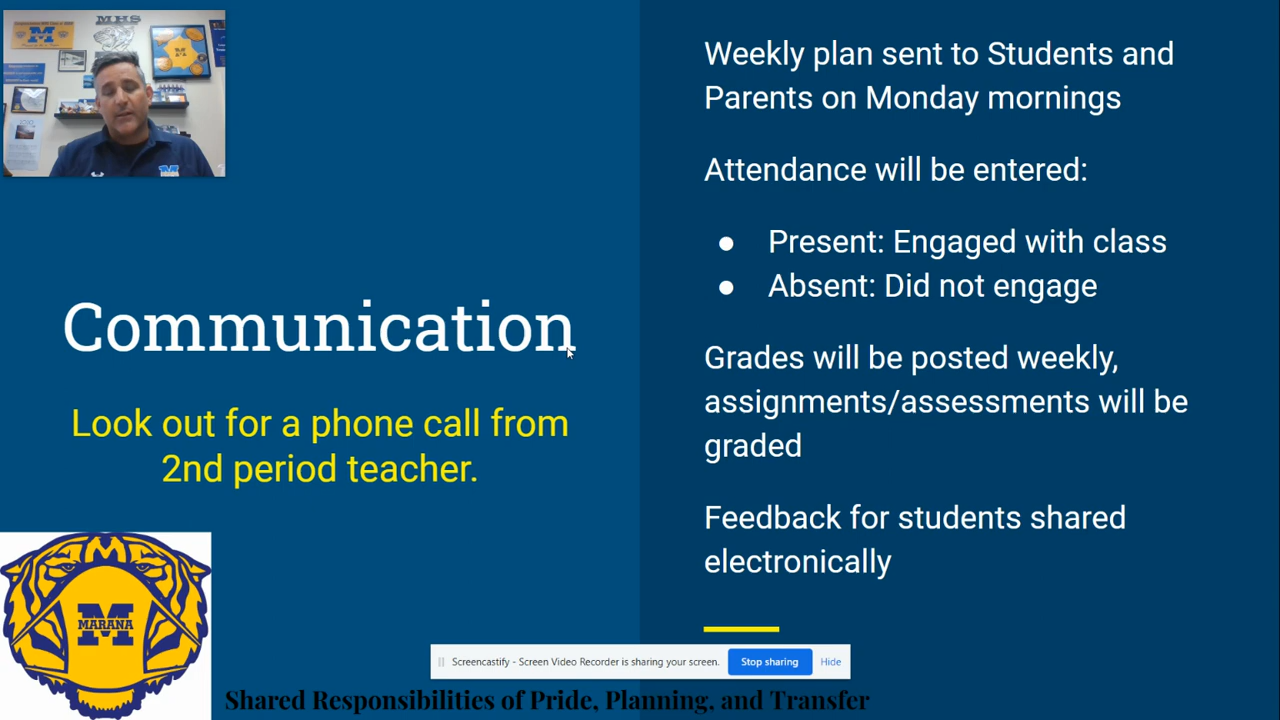 MHS
M
M
M
Communication
Look out for a phone call from
2nd period teacher.
Weekly plan sent to Students and
Parents on Monday mornings
Attendance will be entered:
● Present: Engaged with class
● Absent: Did not engage
Grades will be posted weekly,
assignments/assessments will be
graded
Feedback for students shared
electronically
M
MARANA
Screencastify - Screen Video Recorder is sharing your screen.
Stop sharing
Hide
Shared Responsibilities of Pride, Planning, and Transfer